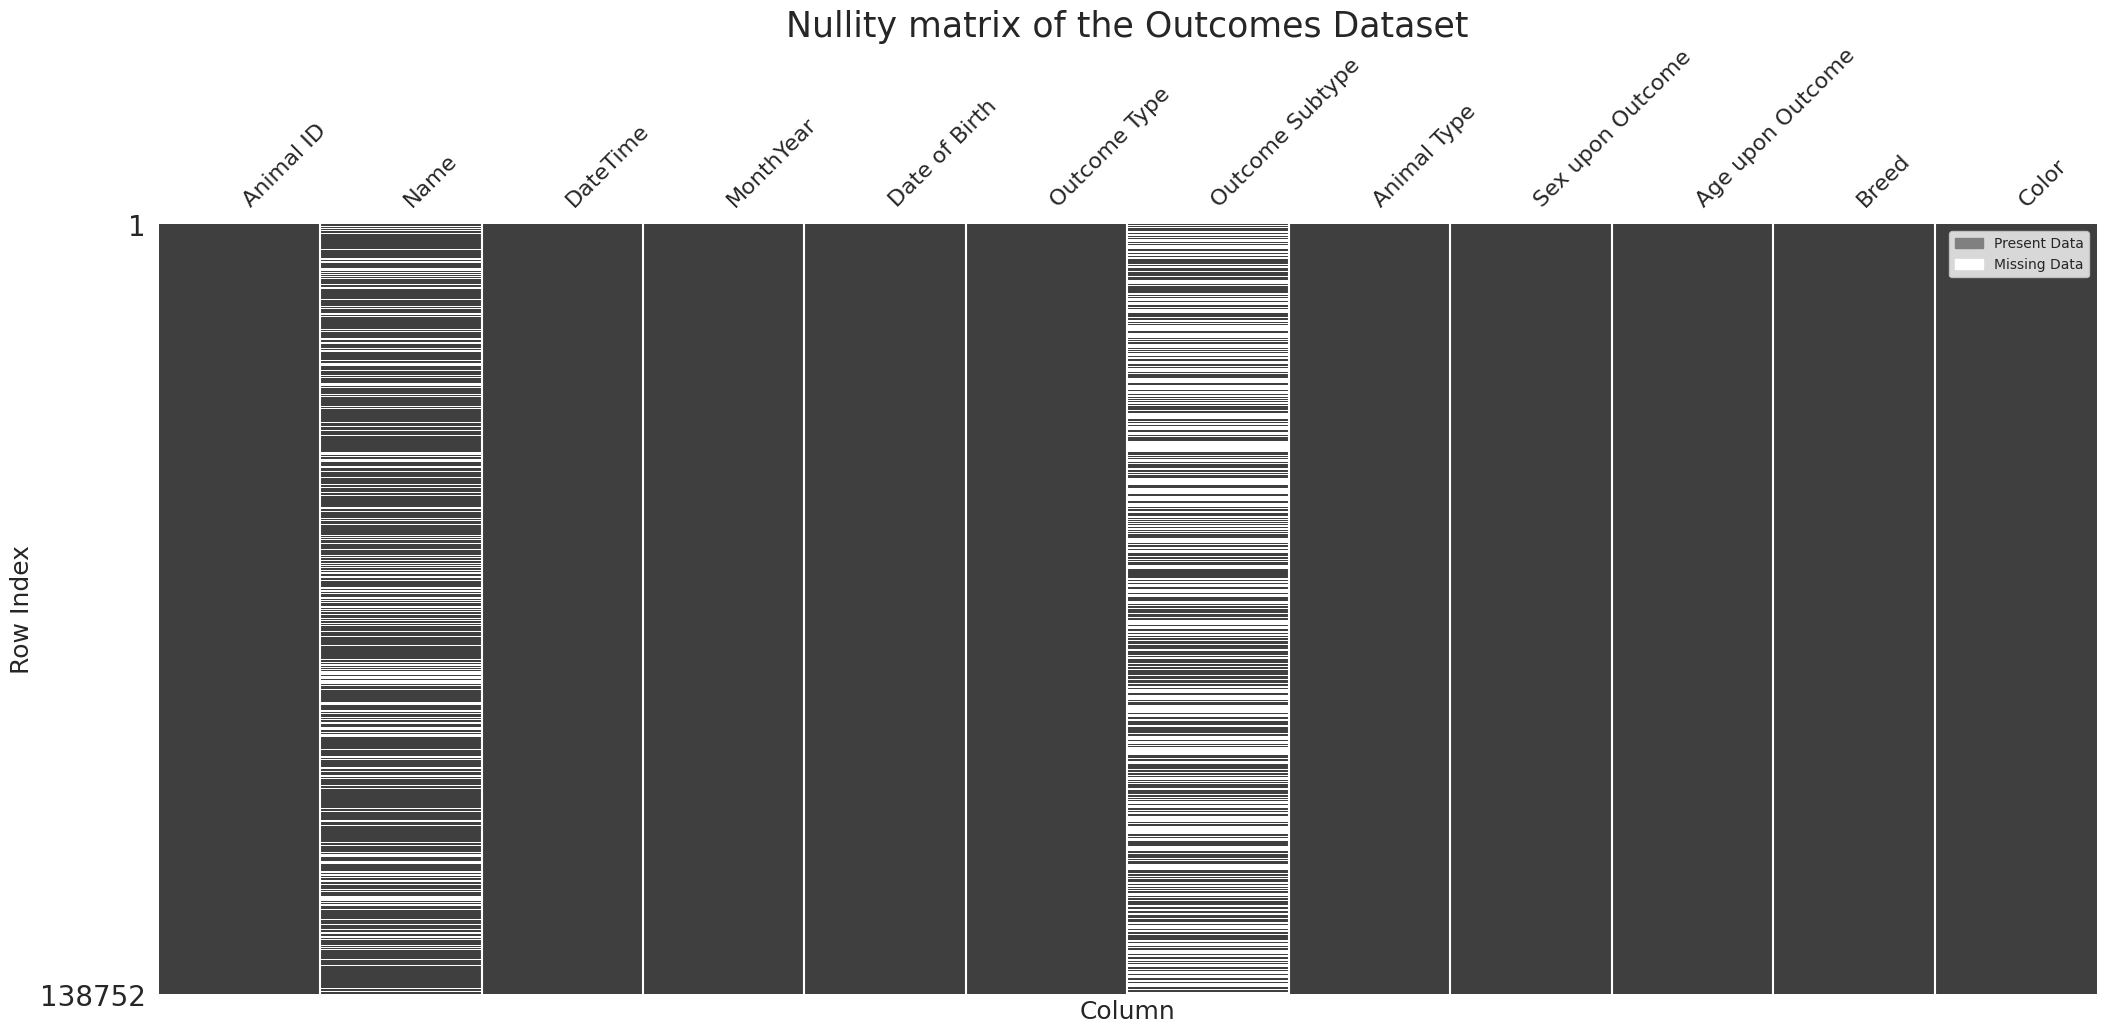 Nullity matrix of the Outcomes Dataset
Animal ID
Name
DateTime
MonthYear
Date of Birth
Outcome Type
Outcome Subtype
Animal Type
Sex upon Outcome
Age upon Outcome
Breed
Color
1
Present Data
Missing Data
Row Index
138752
Column